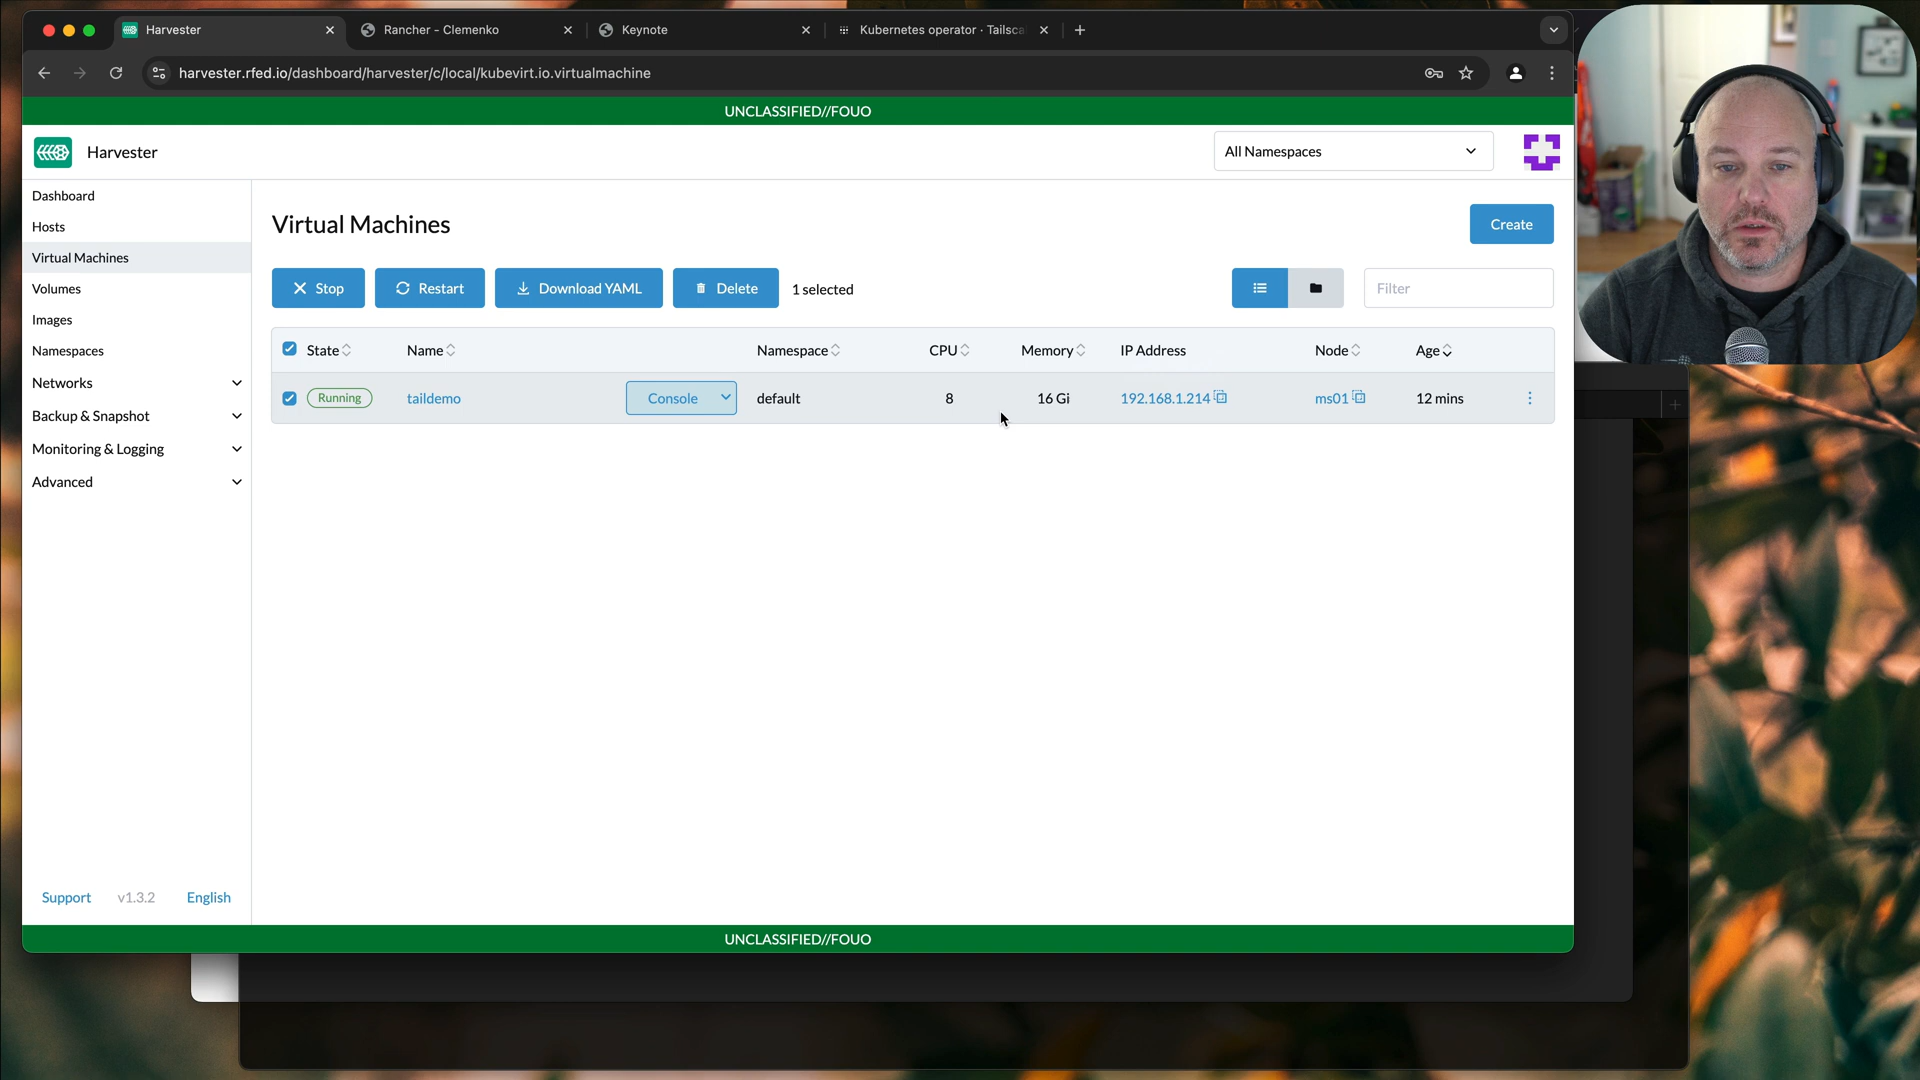 Harvester
Rancher - Clemenko
Keynote
Kubernetes operator · Tailsca
harvester.rfed.io/dashboard/harvester/c/local/kubevirt.io.virtualmachine
UNCLASSIFIED//FOUO
Harvester
All Namespaces
Dashboard
Hosts
Virtual Machines
Volumes
Images
Namespaces
Networks
Backup & Snapshot
Monitoring & Logging
Advanced
Virtual Machines
Create
Stop
Restart
Download YAML
Delete
1 selected
Filter
State Name Namespace CPU Memory IP Address Node Age
Running taildemo Console default 8 16 Gi 192.168.1.214 ms01 12 mins
Support v1.3.2 English
UNCLASSIFIED//FOUO